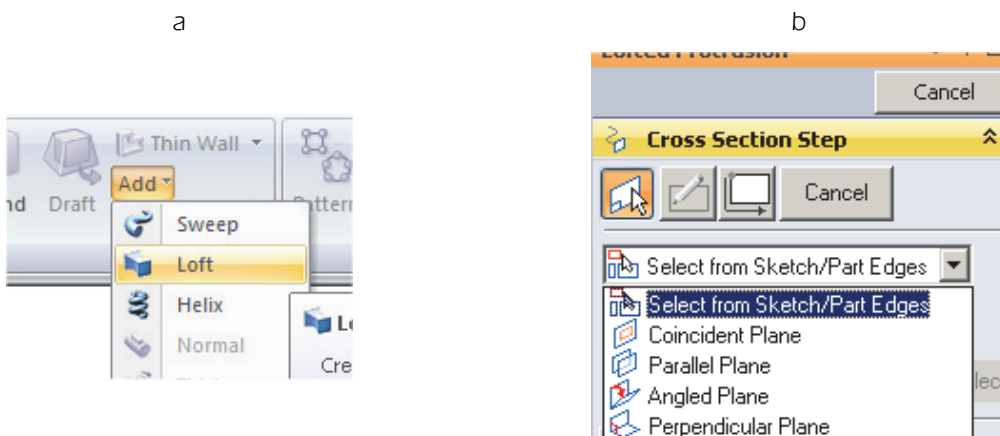 a
Thin Wall
Add
Draft
Sweep
Loft
Helix
Normal
b
Cancel
Cross Section Step
Cancel
Select from Sketch/Part Edges
Select from Sketch/Part Edges
Coincident Plane
Parallel Plane
Angled Plane
Perpendicular Plane